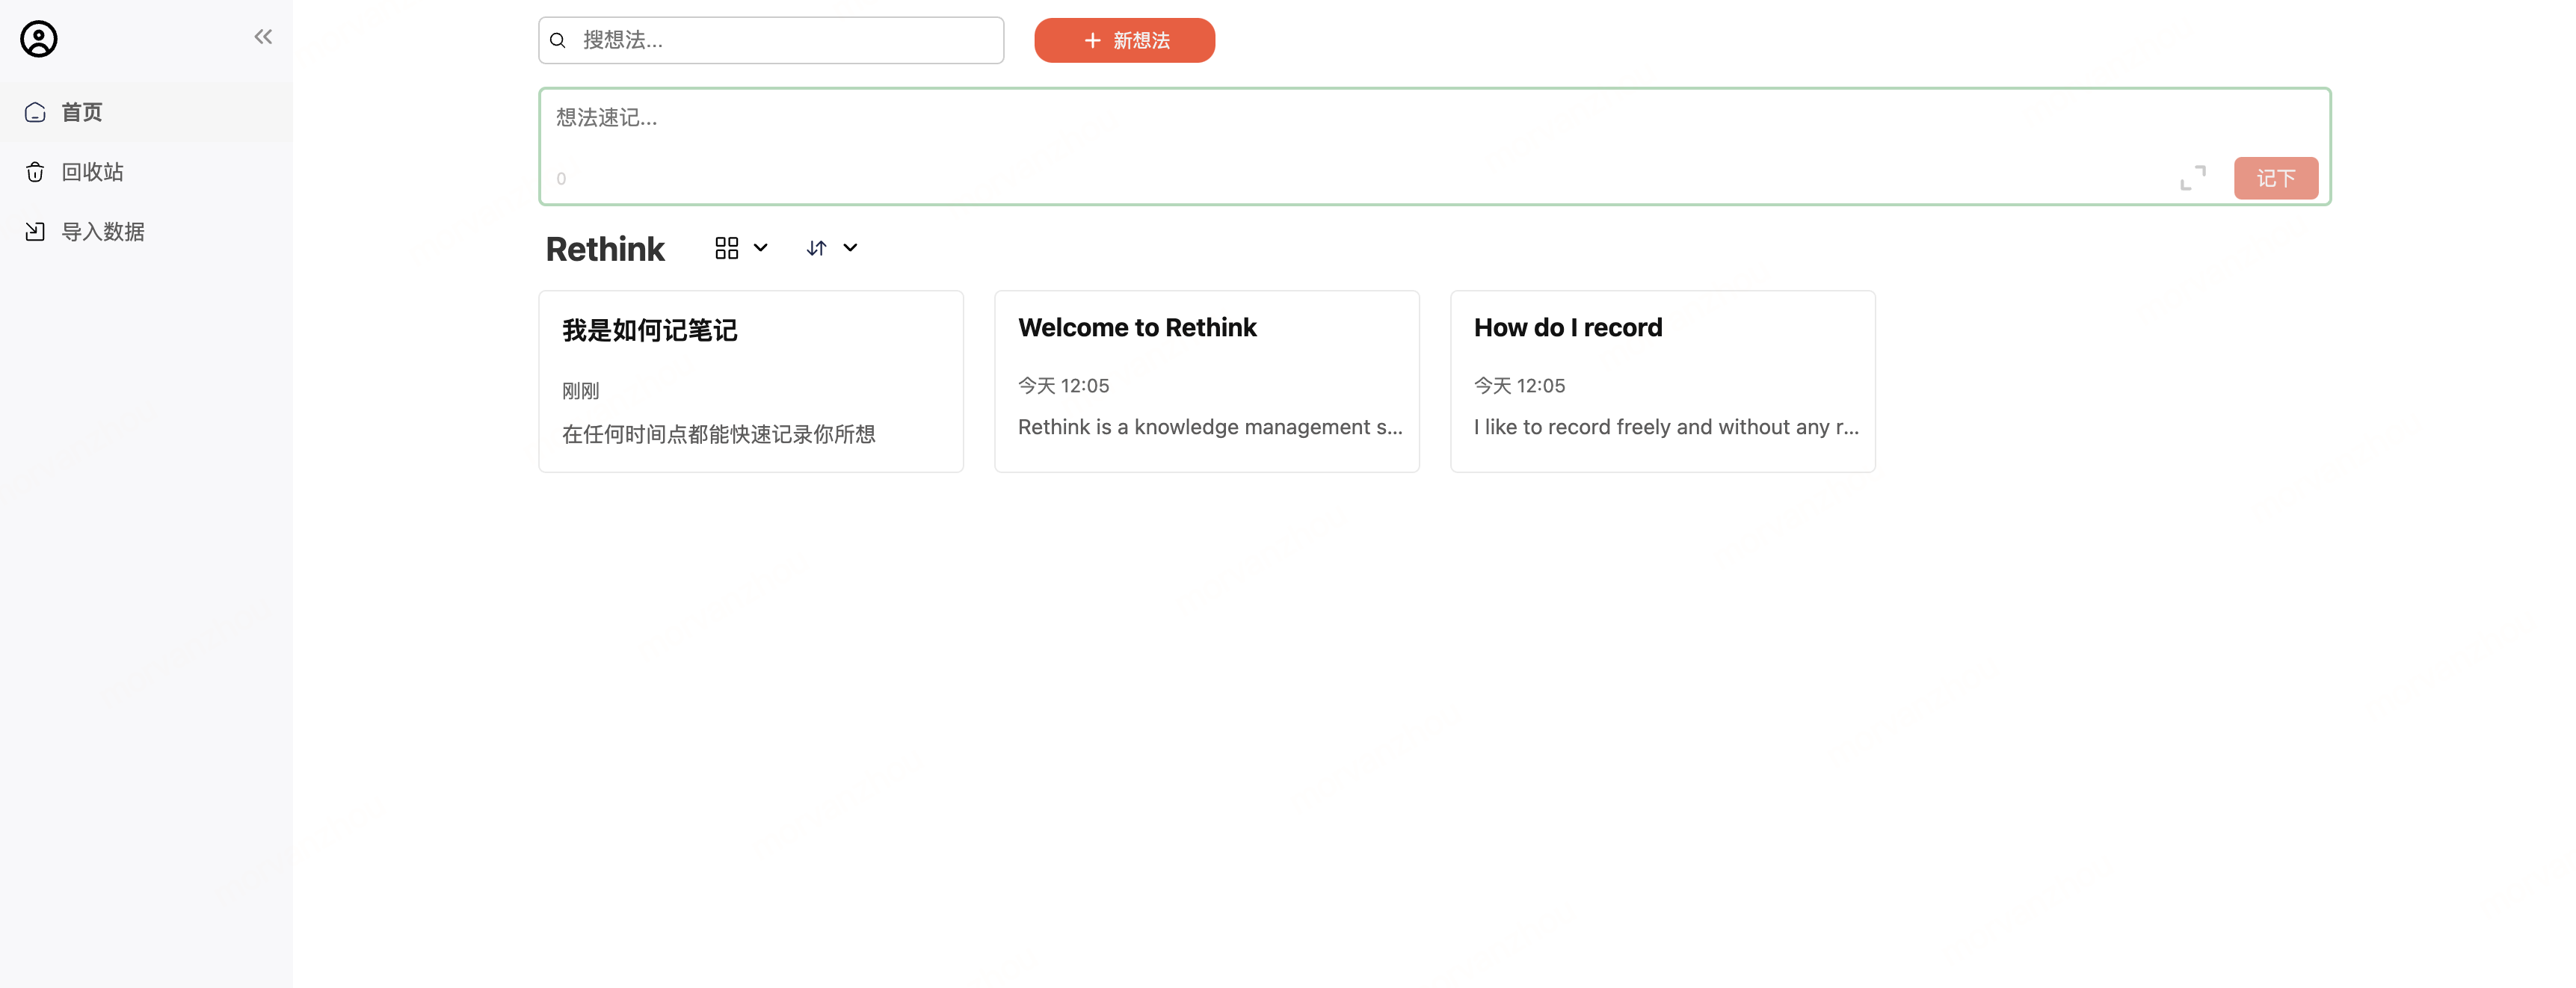 搜想法...
+ 新想法
首页
回收站
导入数据
想法速记...
0
记下
Rethink
我是如何记笔记
刚刚
在任何时间点都能快速记录你所想
Welcome to Rethink
今天 12:05
Rethink is a knowledge management s...
How do I record
今天 12:05
I like to record freely and without any r...